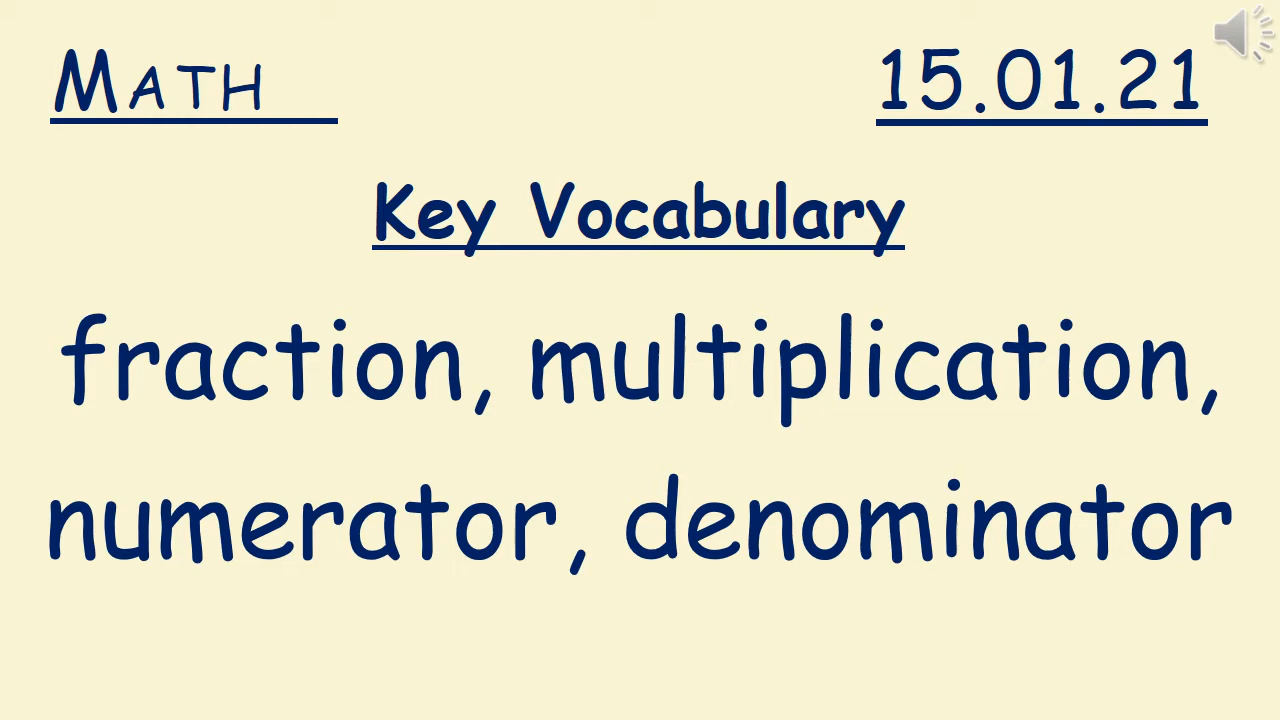 Math 15.01.21
Key Vocabulary
fraction, multiplication,
numerator, denominator